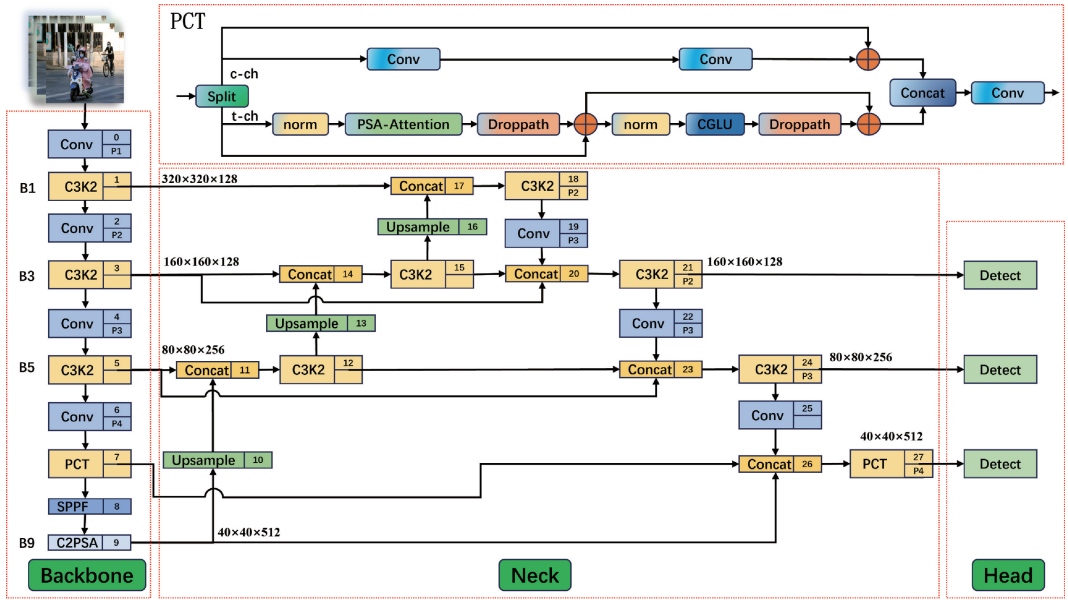 PCT
Conv
Conv
c-ch
Split
Concat
Conv
t-ch
norm
PSA-Attention
Droppath
norm
CGLU
Droppath
Conv
0
P1
B1
C3K2
1
320×320×128
Concat
17
C3K2
18
P2
Conv
2
P2
Upsample
16
Conv
19
P3
B3
C3K2
3
160×160×128
Concat
14
C3K2
15
Concat
20
C3K2
21
P2
160×160×128
Detect
Conv
4
P3
Upsample
13
Conv
22
P3
B5
C3K2
5
80×80×256
Concat
11
C3K2
12
Concat
23
C3K2
24
P3
80×80×256
Detect
Conv
6
P4
Conv
25
40×40×512
PCT
7
Upsample
10
Concat
26
PCT
27
P4
Detect
SPPF
8
B9
C2PSA
9
40×40×512
Backbone
Neck
Head